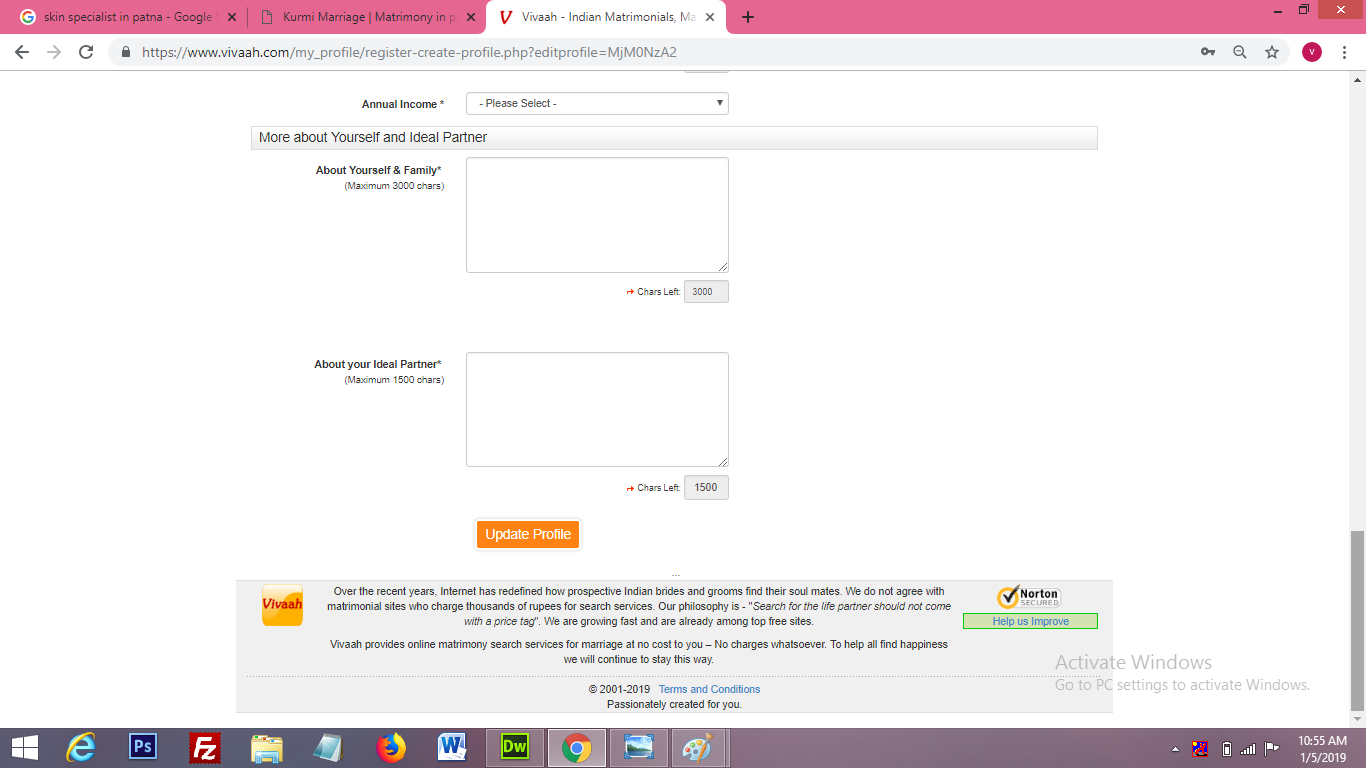 skin specialist in patna - Google
Kurmi Marriage | Matrimony in p
Vivaah - Indian Matrimonials, Ma
https://www.vivaah.com/my_profile/register-create-profile.php?editprofile=MjM0NzA2
V
Annual Income *
- Please Select -
More about Yourself and Ideal Partner
About Yourself & Family*
(Maximum 3000 chars)
Chars Left: 3000
About your Ideal Partner*
(Maximum 1500 chars)
Chars Left: 1500
Update Profile
...
Vivaah
Over the recent years, Internet has redefined how prospective Indian brides and grooms find their soul mates. We do not agree with
matrimonial sites who charge thousands of rupees for search services. Our philosophy is - "Search for the life partner should not come
with a price tag". We are growing fast and are already among top free sites.
Vivaah provides online matrimony search services for marriage at no cost to you – No charges whatsoever. To help all find happiness
we will continue to stay this way.
Norton
SECURED
Help us Improve
© 2001-2019 Terms and Conditions
Passionately created for you.
Activate Windows
Go to PC settings to activate Windows.
Ps
Fz
W
Dw
10:55 AM
1/5/2019